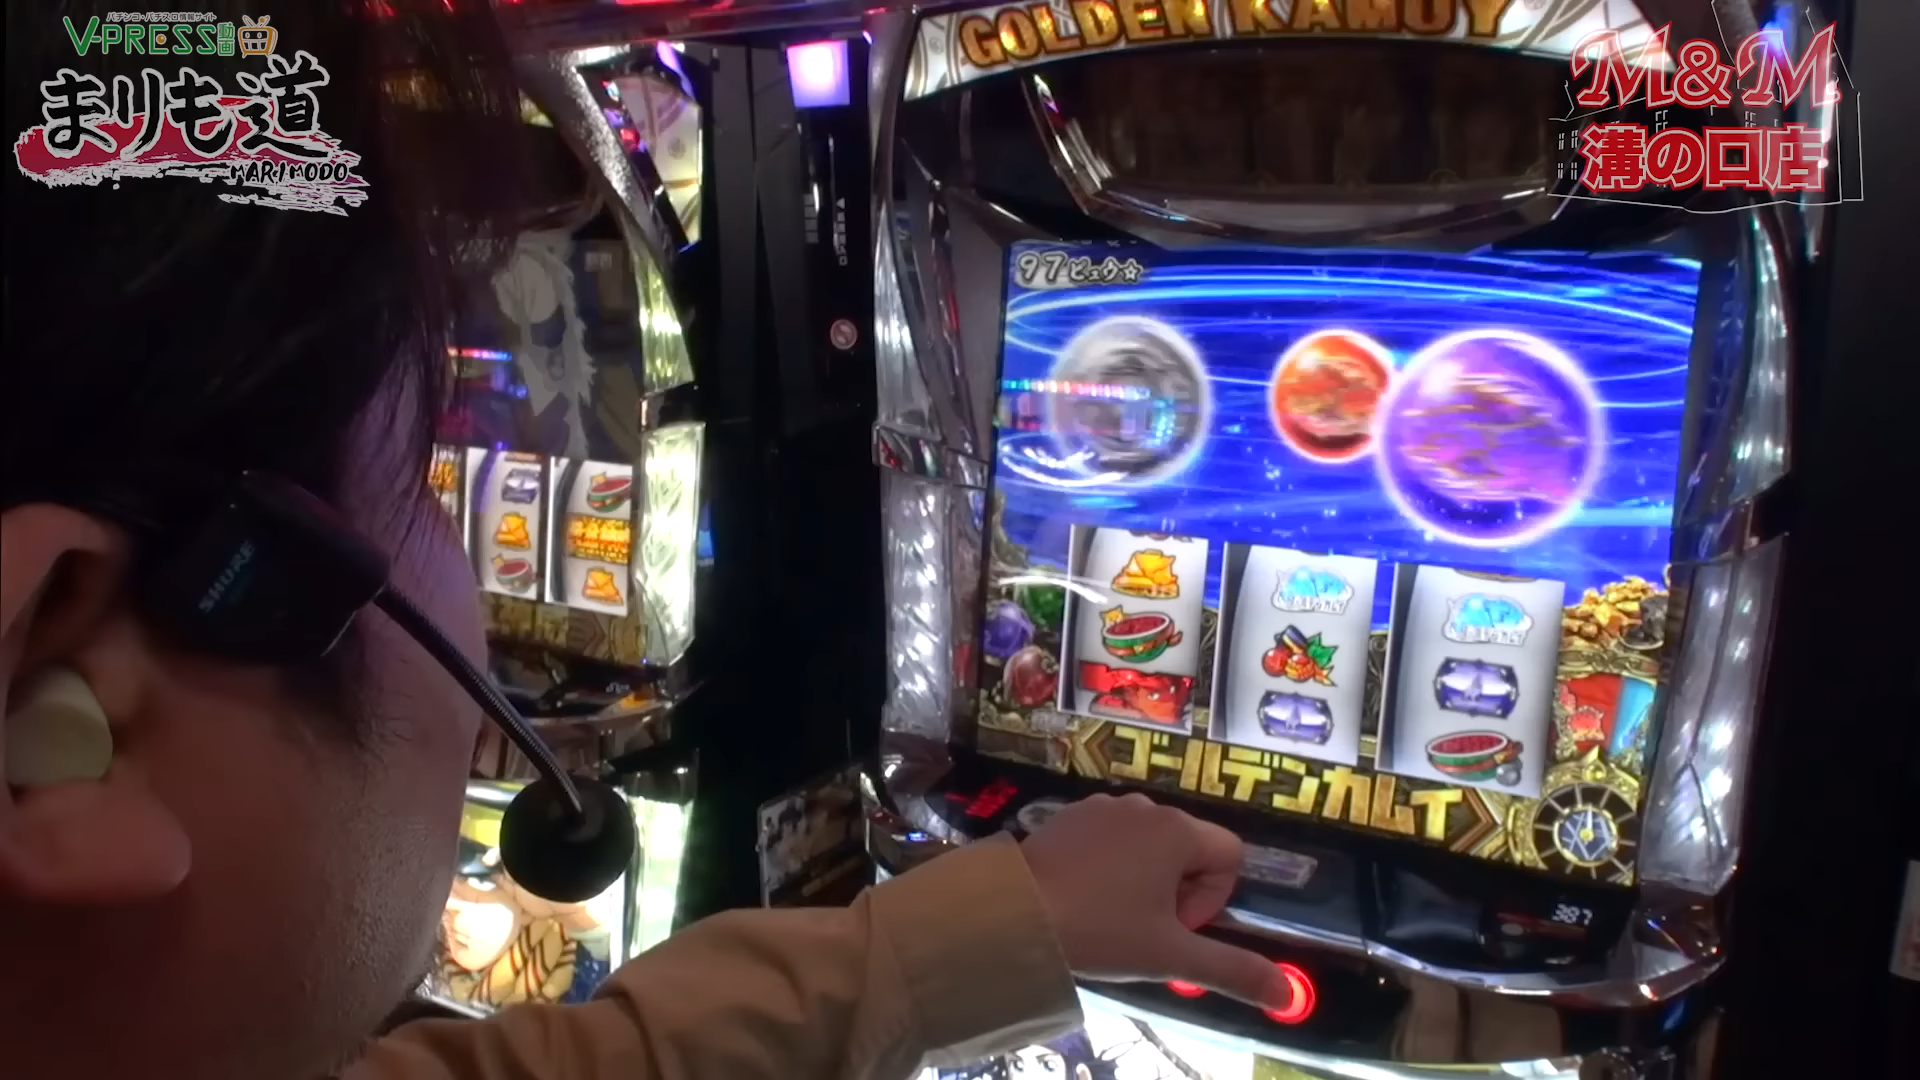 パチンコ・パチスロ情報サイト
V-PRESS動画
まりも道
MARIMODO
M&M
溝の口店
GOLDEN KAMUY
97ピュウ☆
SHURE
ゴールデンカムイ
387